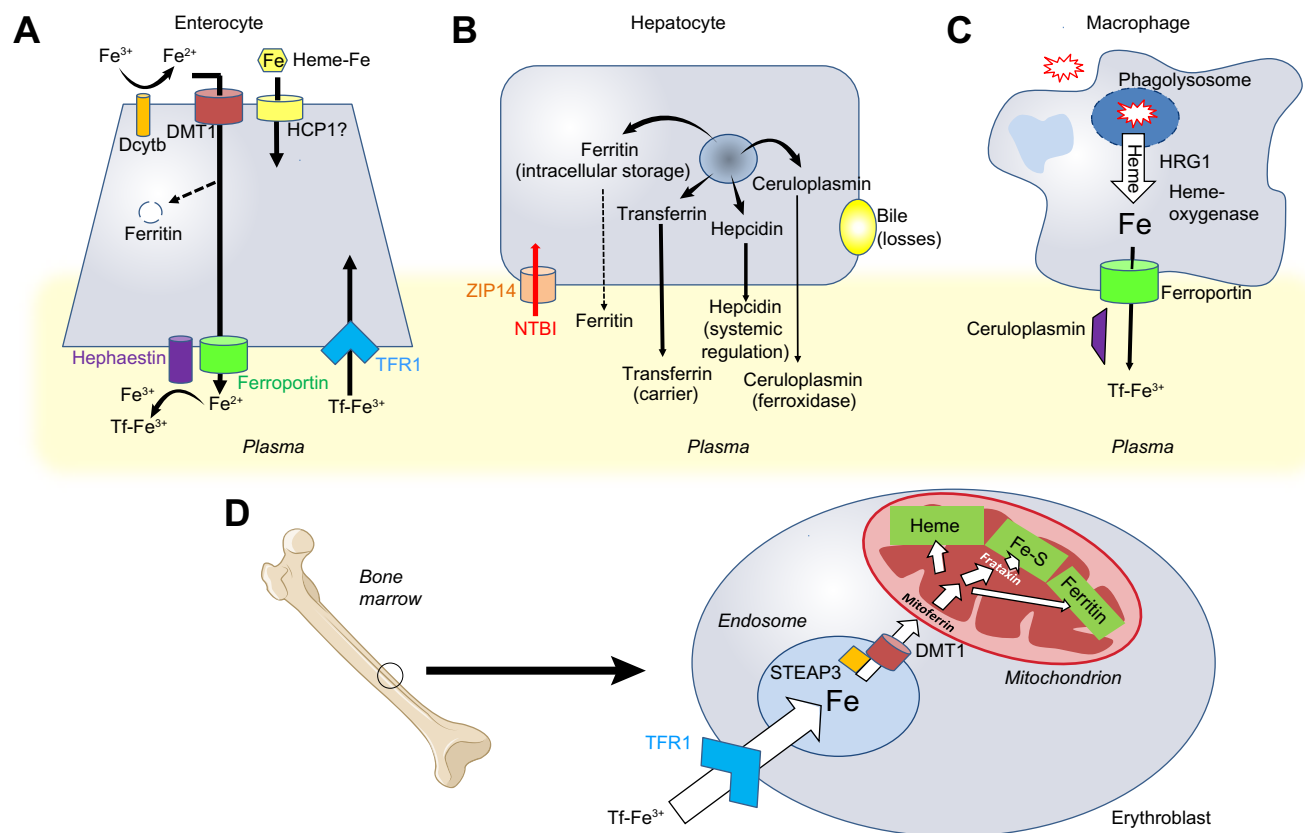 A
Enterocyte
Fe³⁺
Fe²⁺
Fe
Heme-Fe
Dcytb
DMT1
HCP1?
Ferritin
Hephaestin
Ferroportin
TFR1
Fe³⁺
Fe²⁺
Tf-Fe³⁺
Tf-Fe³⁺
Plasma
B
Hepatocyte
Ferritin
(intracellular storage)
Ceruloplasmin
Transferrin
Hepcidin
Bile
(losses)
ZIP14
NTBI
Ferritin
Hepcidin
(systemic
regulation)
Transferrin
(carrier)
Ceruloplasmin
(ferroxidase)
Plasma
C
Macrophage
Phagolysosome
Heme
HRG1
Heme-
oxygenase
Fe
Ferroportin
Ceruloplasmin
Tf-Fe³⁺
Plasma
D
Bone
marrow
Heme
Fe-S
Frataxin
Ferritin
Mitoferrin
Endosome
DMT1
STEAP3
Mitochondrion
Fe
TFR1
Tf-Fe³⁺
Erythroblast